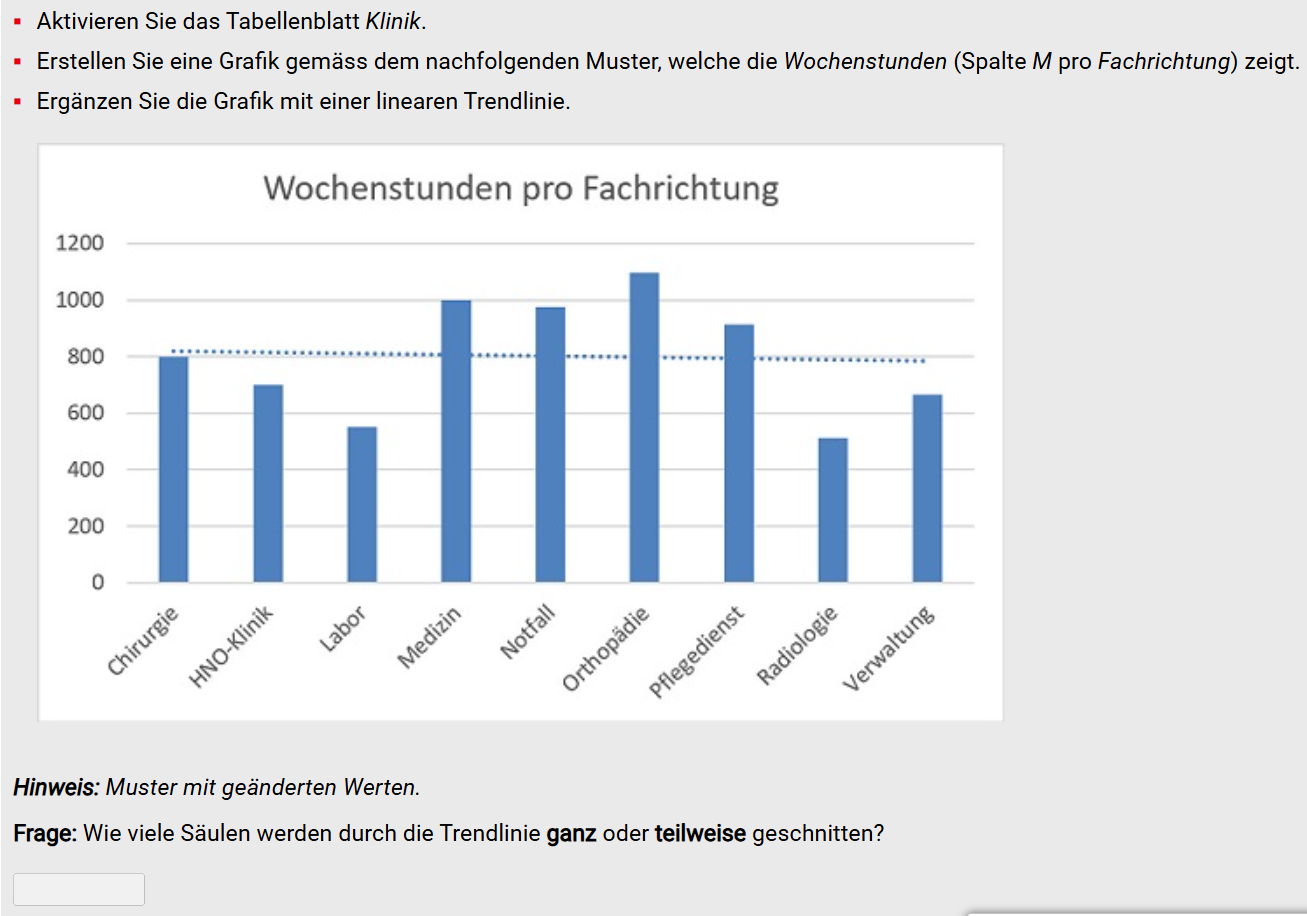 Aktivieren Sie das Tabellenblatt Klinik.
Erstellen Sie eine Grafik gemäss dem nachfolgenden Muster, welche die Wochenstunden (Spalte M pro Fachrichtung) zeigt.
Ergänzen Sie die Grafik mit einer linearen Trendlinie.
Wochenstunden pro Fachrichtung
1200
1000
800
600
400
200
0
Chirurgie
HNO-Klinik
Labor
Medizin
Notfall
Orthopädie
Pflegedienst
Radiologie
Verwaltung
Hinweis: Muster mit geänderten Werten.
Frage: Wie viele Säulen werden durch die Trendlinie ganz oder teilweise geschnitten?